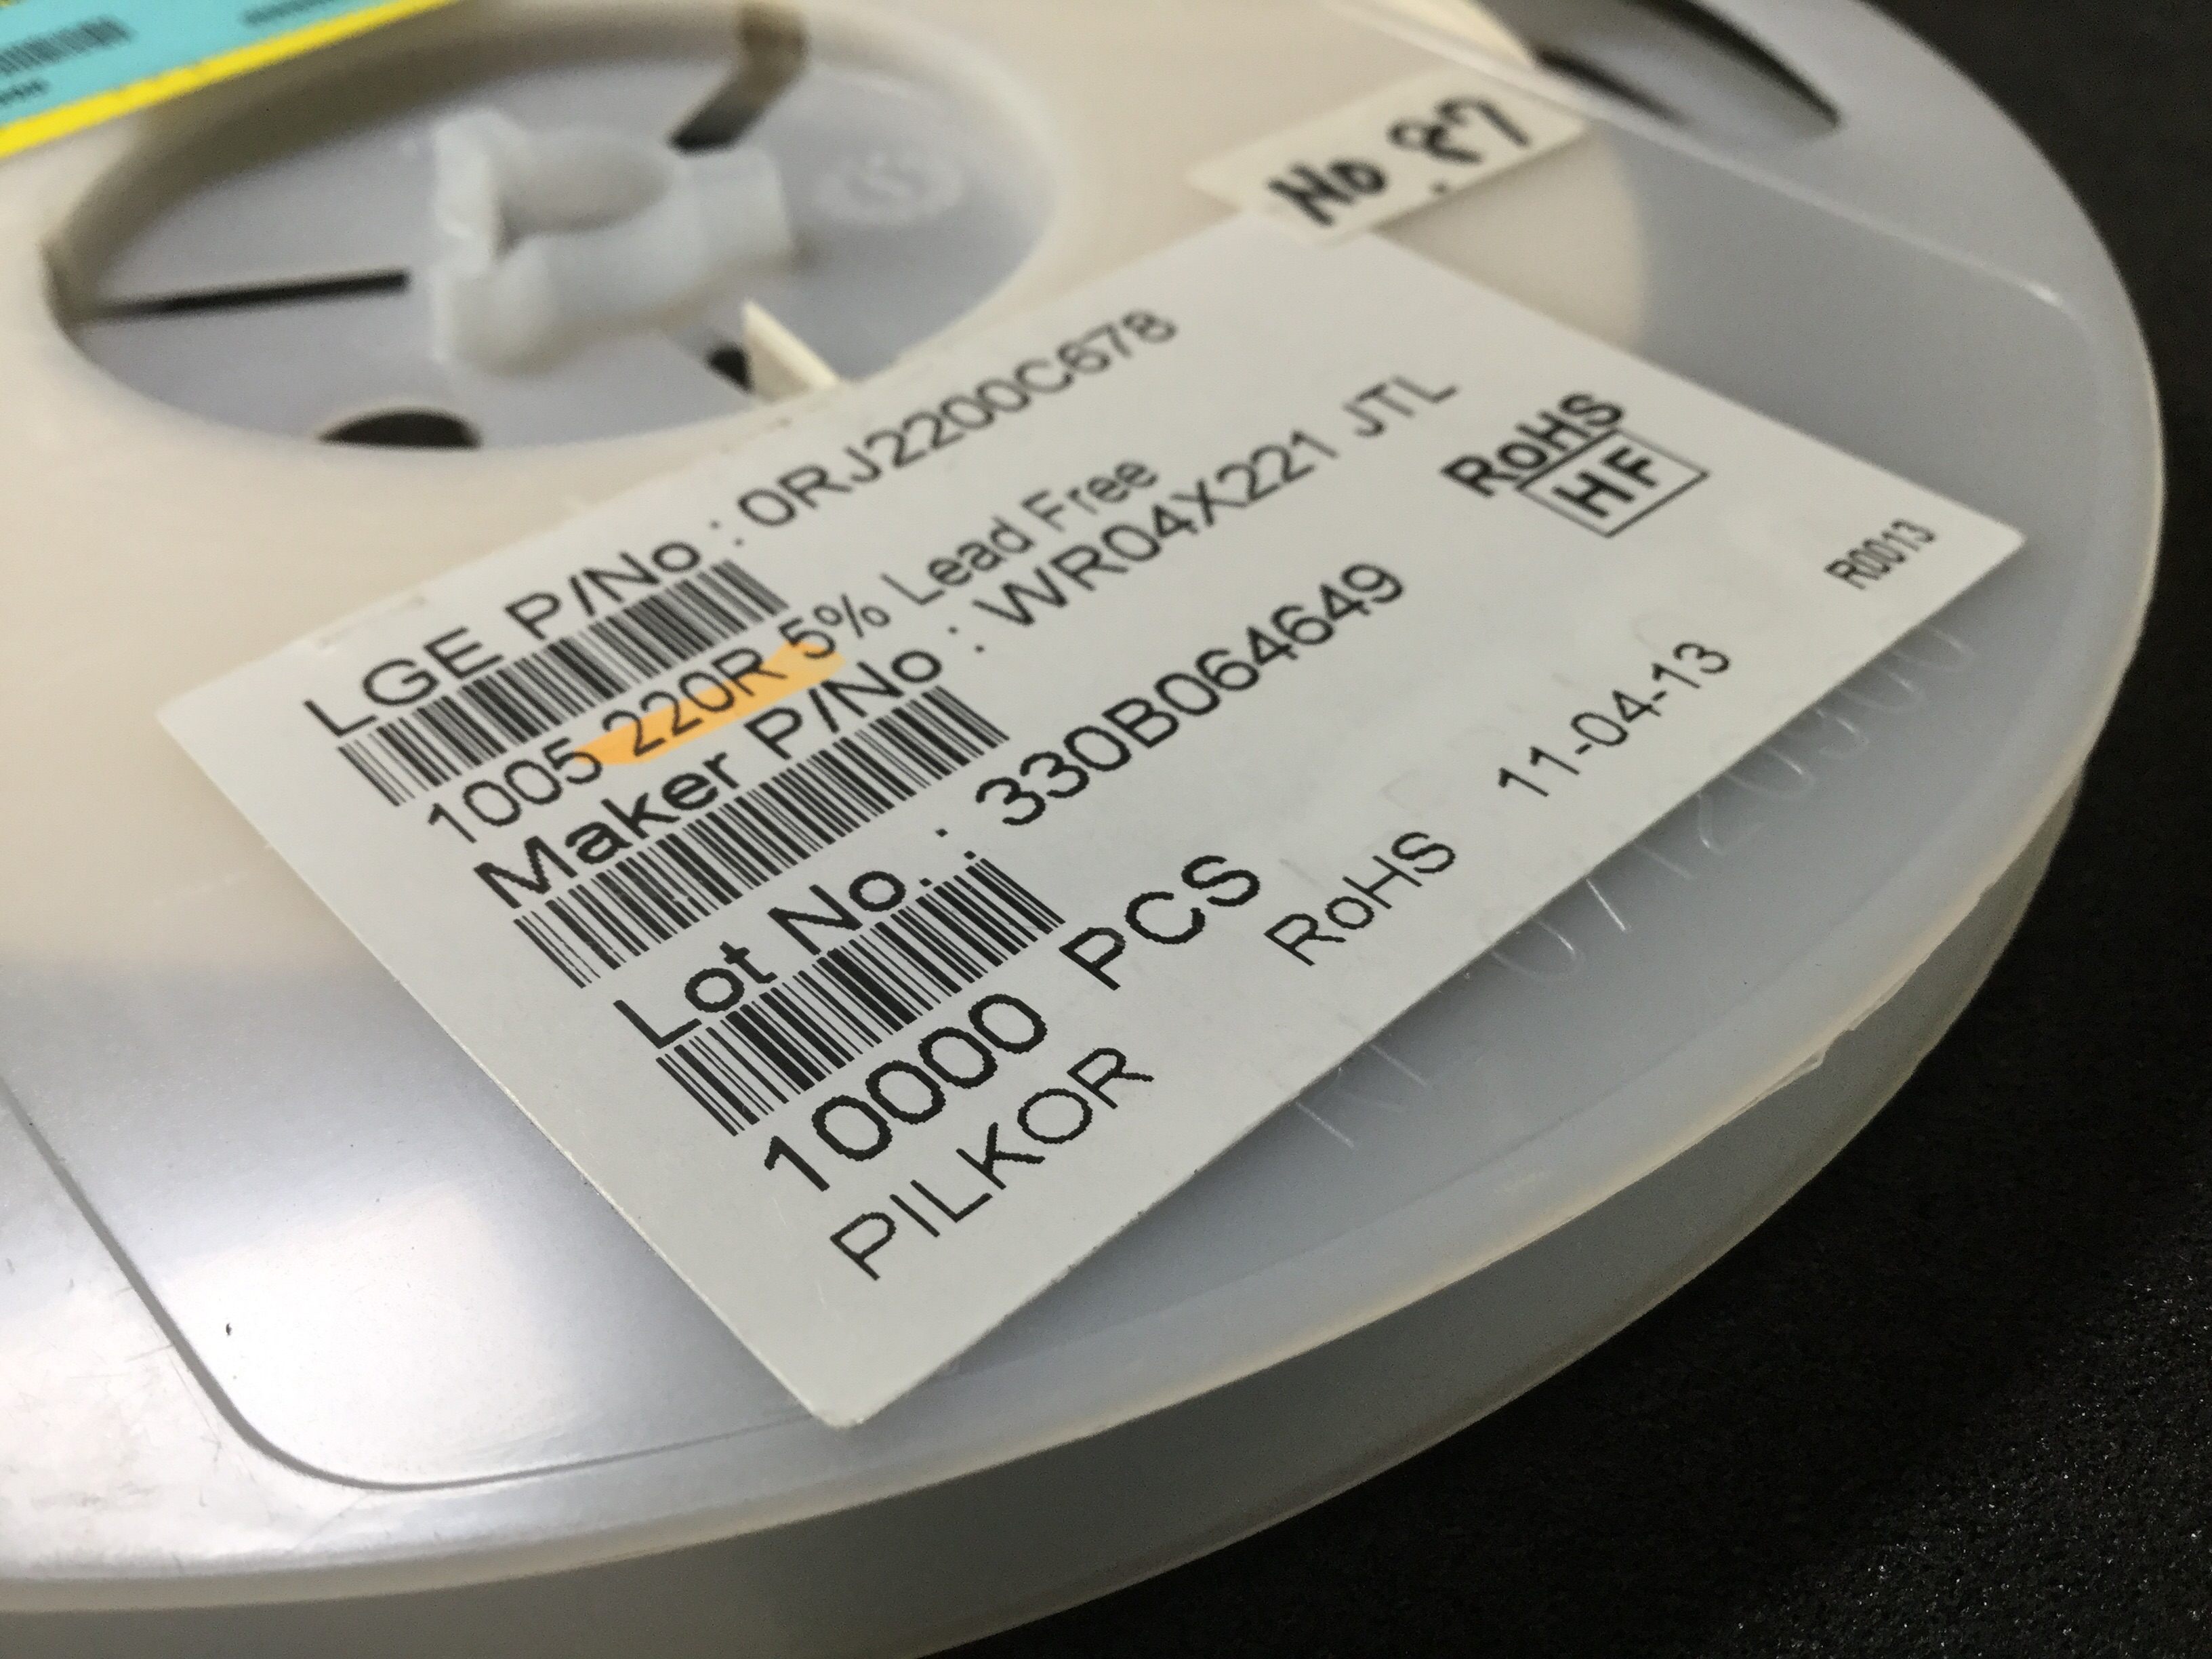 No. 87
LGE P/No : 0RJ2200C678
1005 220R 5% Lead Free
Maker P/No : WR04X221 JTL
RoHS
HF
Lot No. : 330B064649
R0013
10000 PCS
PILKOR
RoHS
11-04-13